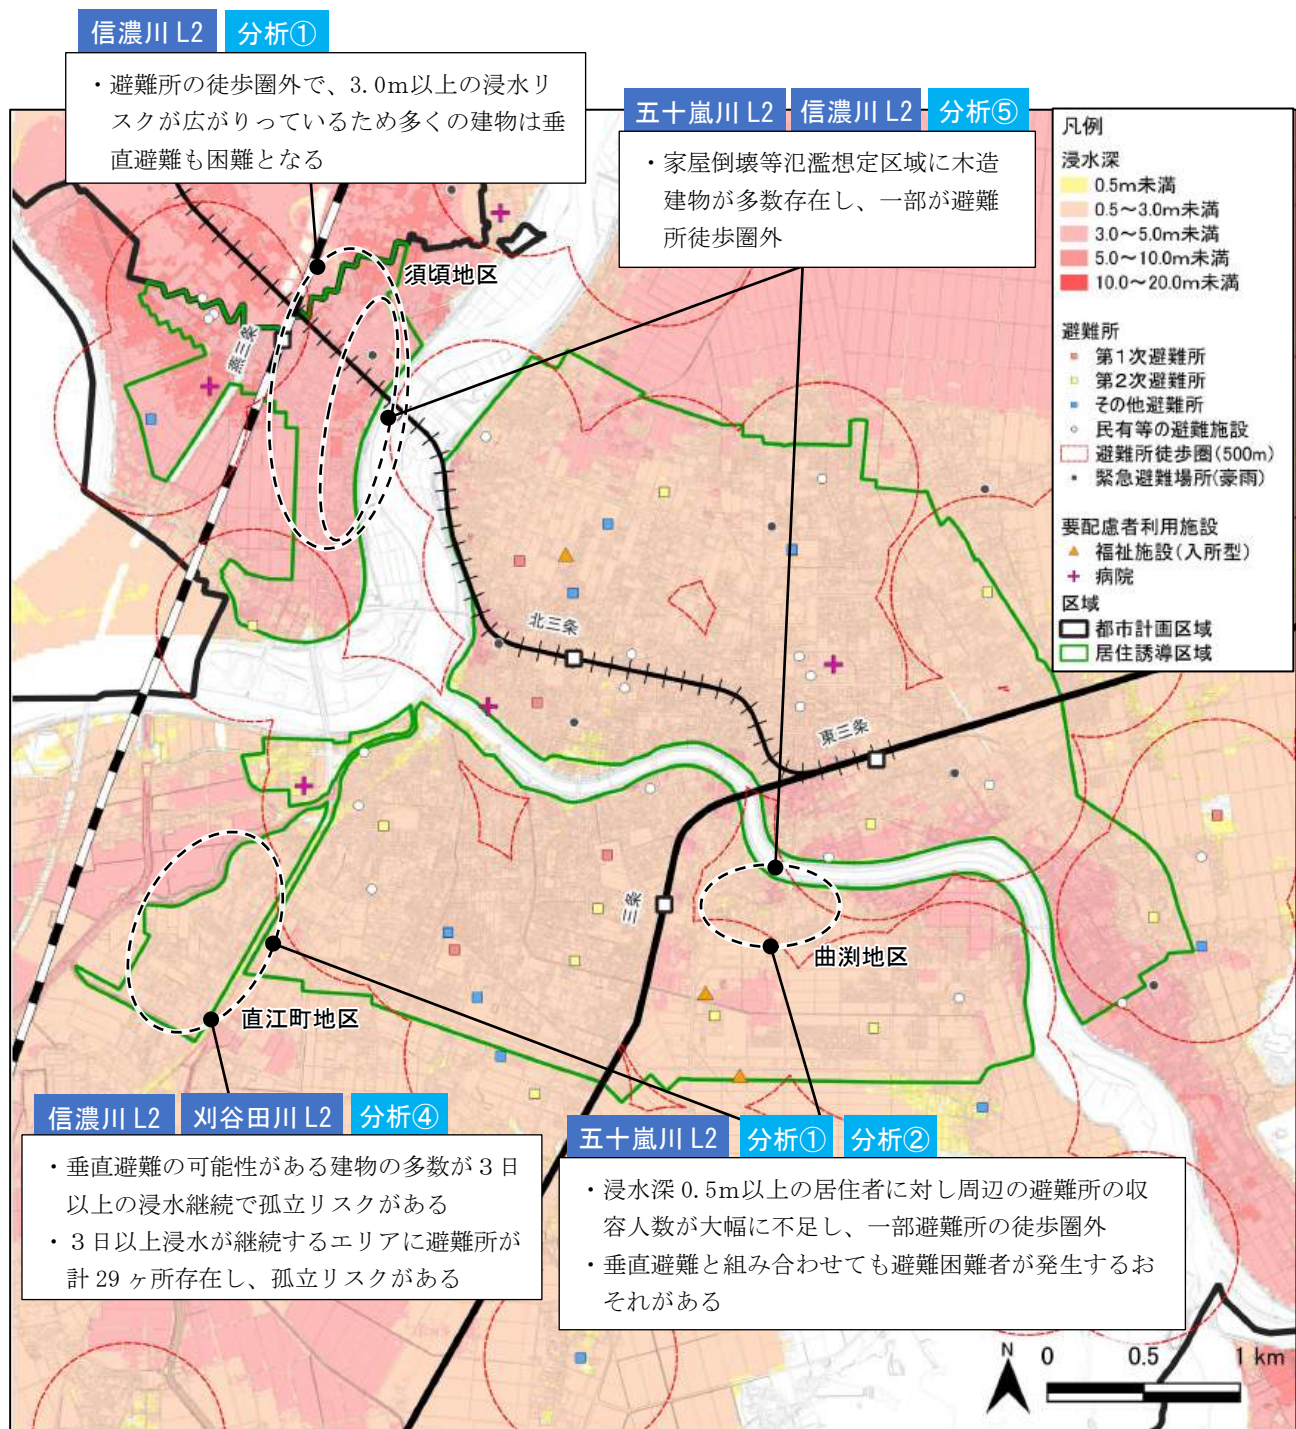 信濃川 L2 分析①
・避難所の徒歩圏外で、3.0m以上の浸水リ
スクが広がりっているため多くの建物は垂
直避難も困難となる
五十嵐川 L2 信濃川 L2 分析⑤
・家屋倒壊等氾濫想定区域に木造
建物が多数存在し、一部が避難
所徒歩圏外
凡例
浸水深
0.5m未満
0.5～3.0m未満
3.0～5.0m未満
5.0～10.0m未満
10.0～20.0m未満
避難所
第1次避難所
第2次避難所
その他避難所
民有等の避難施設
避難所徒歩圏(500m)
緊急避難場所(豪雨)
要配慮者利用施設
福祉施設(入所型)
病院
区域
都市計画区域
居住誘導区域
須頃地区
燕三条
北三条
東三条
三条
曲渕地区
直江町地区
信濃川 L2 刈谷田川 L2 分析④
・垂直避難の可能性がある建物の多数が３日
以上の浸水継続で孤立リスクがある
・３日以上浸水が継続するエリアに避難所が
計 29 ヶ所存在し、孤立リスクがある
五十嵐川 L2 分析① 分析②
・浸水深 0.5m以上の居住者に対し周辺の避難所の収
容人数が大幅に不足し、一部避難所の徒歩圏外
・垂直避難と組み合わせても避難困難者が発生するお
それがある
N 0 0.5 1 km